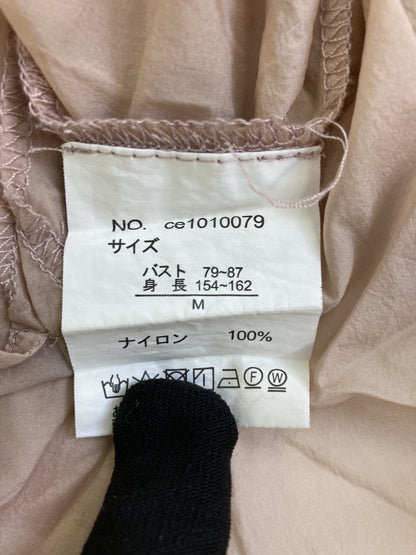 NO. ce1010079
サイズ
バスト 79~87
身 長 154~162
M
ナイロン 100%
F W